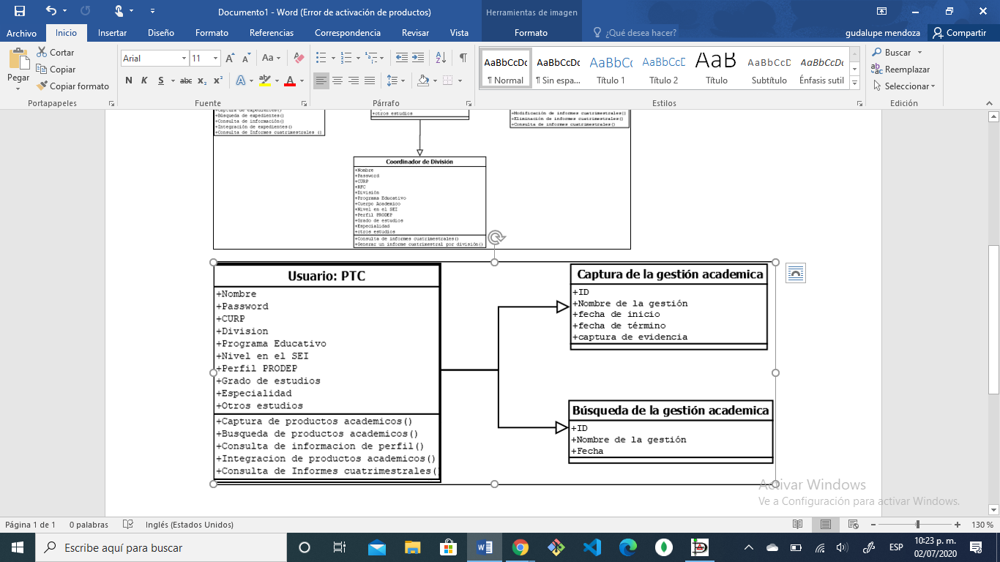 Documento1 - Word (Error de activación de productos)
Herramientas de imagen
Archivo
Inicio
Insertar
Diseño
Formato
Referencias
Correspondencia
Revisar
Vista
Formato
¿Qué desea hacer?
gudalupe mendoza
Compartir
Pegar
Cortar
Copiar
Copiar formato
Portapapeles
Arial
11
Aa
N K S abc x₂ x²
Fuente
Párrafo
AaBbCcDc
¶ Normal
AaBbCcDc
¶ Sin espa...
AaBbCc
Título 1
AaBbCcC
Título 2
AaB
Título
AaBbCcC
Subtítulo
AaBbCcDc
Énfasis sutil
Estilos
Buscar
Reemplazar
Seleccionar
Edición
+Captura de expedientes()
+Búsqueda de expedientes()
+Consulta de información()
+Integración de expedientes()
+Consulta de Informes cuatrimestrales ()
+otros estudios
+Modificación de informes cuatrimestrales()
+Eliminación de informes cuatrimestrales()
+Consulta de informes cuatrimestrales()
Coordinador de División
+Nombre
+Password
+CURP
+RFC
+División
+Programa Educativo
+Cuerpo Academico
+Nivel en el SEI
+Perfil PRODEP
+Grado de estudios
+Especialidad
+otros estudios
+Consulta de informes cuatrimestrales()
+Generar un informe cuatrimestral por división()
Usuario: PTC
+Nombre
+Password
+CURP
+Division
+Programa Educativo
+Nivel en el SEI
+Perfil PRODEP
+Grado de estudios
+Especialidad
+Otros estudios
+Captura de productos academicos()
+Busqueda de productos academicos()
+Consulta de informacion de perfil()
+Integracion de productos academicos()
+Consulta de Informes cuatrimestrales(
Captura de la gestión academica
+ID
+Nombre de la gestión
+fecha de inicio
+fecha de término
+captura de evidencia
Búsqueda de la gestión academica
+ID
+Nombre de la gestión
+Fecha
Activar Windows
Ve a Configuración para activar Windows.
Página 1 de 1
0 palabras
Inglés (Estados Unidos)
130 %
Escribe aquí para buscar
ESP
10:23 p. m.
02/07/2020